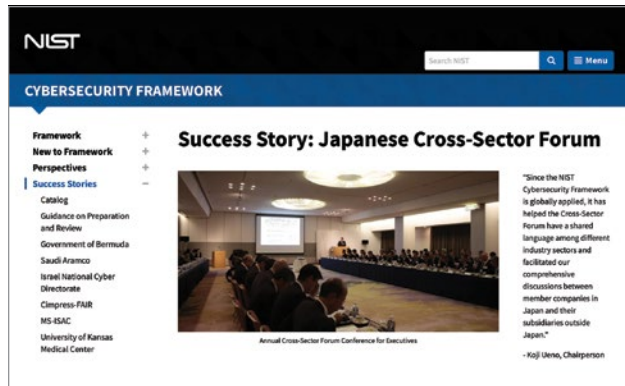 NIST
Search NIST
Menu
CYBERSECURITY FRAMEWORK
Framework +
New to Framework +
Perspectives +
Success Stories −
Catalog
Guidance on Preparation
and Review
Government of Bermuda
Saudi Aramco
Israel National Cyber
Directorate
Cimpress-FAIR
MS-ISAC
University of Kansas
Medical Center
Success Story: Japanese Cross-Sector Forum
Annual Cross-Sector Forum Conference for Executives
"Since the NIST
Cybersecurity Framework
is globally applied, it has
helped the Cross-Sector
Forum have a shared
language among different
industry sectors and
facilitated our
comprehensive
discussions between
member companies in
Japan and their
subsidiaries outside
Japan."
- Koji Ueno, Chairperson